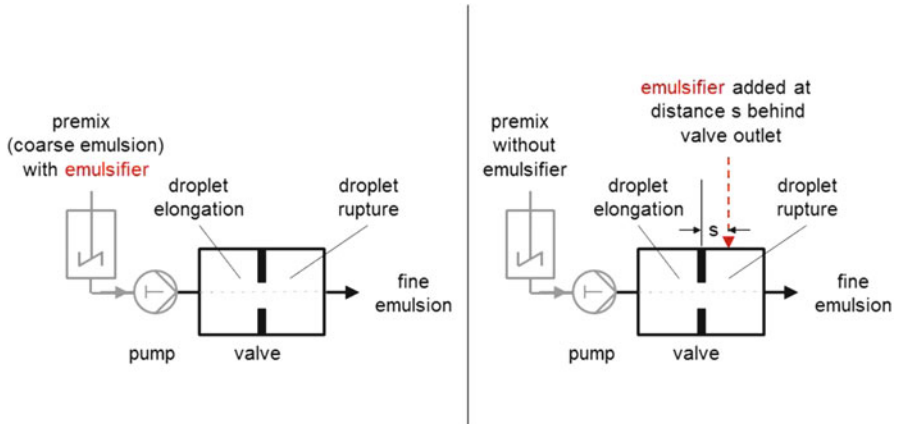 premix
(coarse emulsion)
with emulsifier
droplet
elongation
droplet
rupture
fine
emulsion
pump
valve
emulsifier added at
distance s behind
valve outlet
premix
without
emulsifier
droplet
elongation
s
droplet
rupture
fine
emulsion
pump
valve